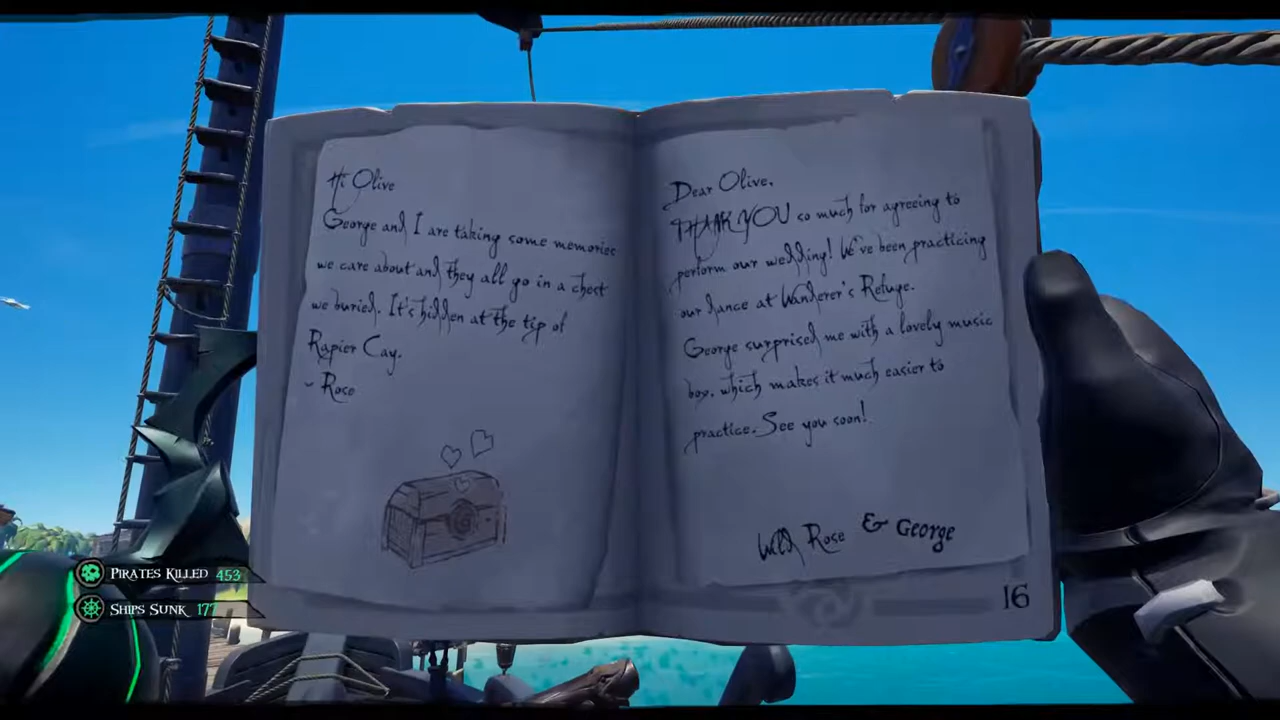 Hi Olive
George and I are taking some memories
we care about and they all go in a chest
we buried. It's hidden at the tip of
Rapier Cay.
~ Rose
Dear Olive,
THANK YOU so much for agreeing to
perform our wedding! We've been practicing
our dance at Wanderer's Refuge.
George surprised me with a lovely music
box, which makes it much easier to
practice. See you soon!
Wild Rose & George
16
PIRATES KILLED 453
SHIPS SUNK 177